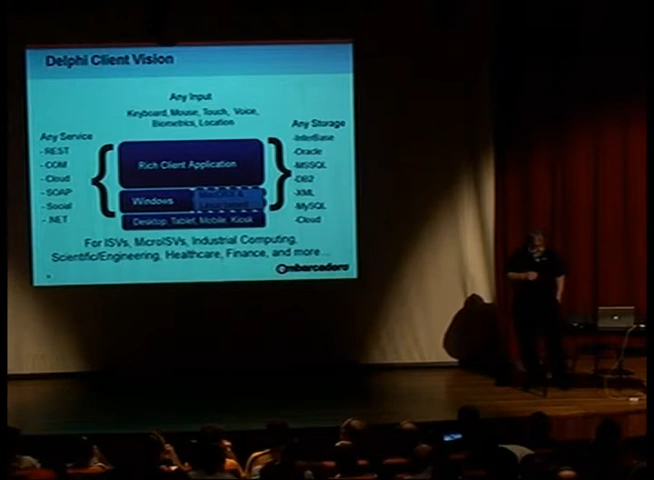 Delphi Client Vision
Any Input
Keyboard, Mouse, Touch, Voice,
Biometrics, Location
Any Service
- REST
- COM
- Cloud
- SOAP
- Social
- .NET
Rich Client Application
Windows
Desktop, Tablet, Mobile, Kiosk
Any Storage
-InterBase
-Oracle
-MSSQL
-DB2
-XML
-MySQL
-Cloud
For ISVs, MicroISVs, Industrial Computing,
Scientific/Engineering, Healthcare, Finance, and more...
embarcadero